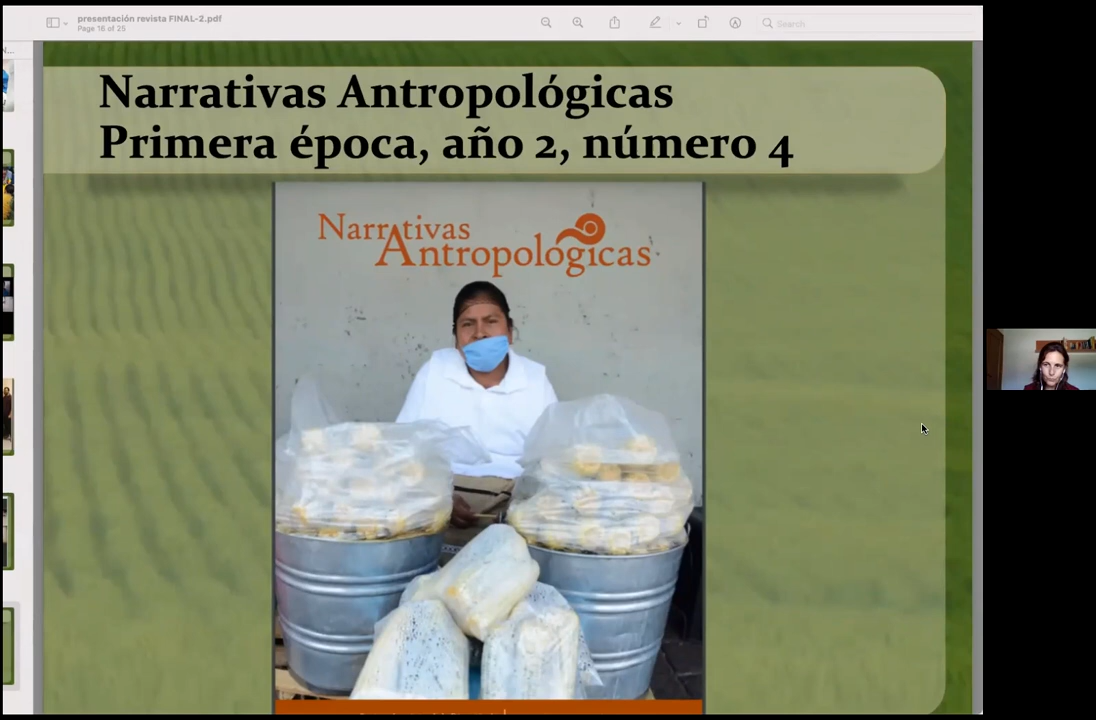 presentación revista FINAL-2.pdf
Page 16 of 25
Search
N...
Narrativas Antropológicas
Primera época, año 2, número 4
Narrativas
Antropológicas